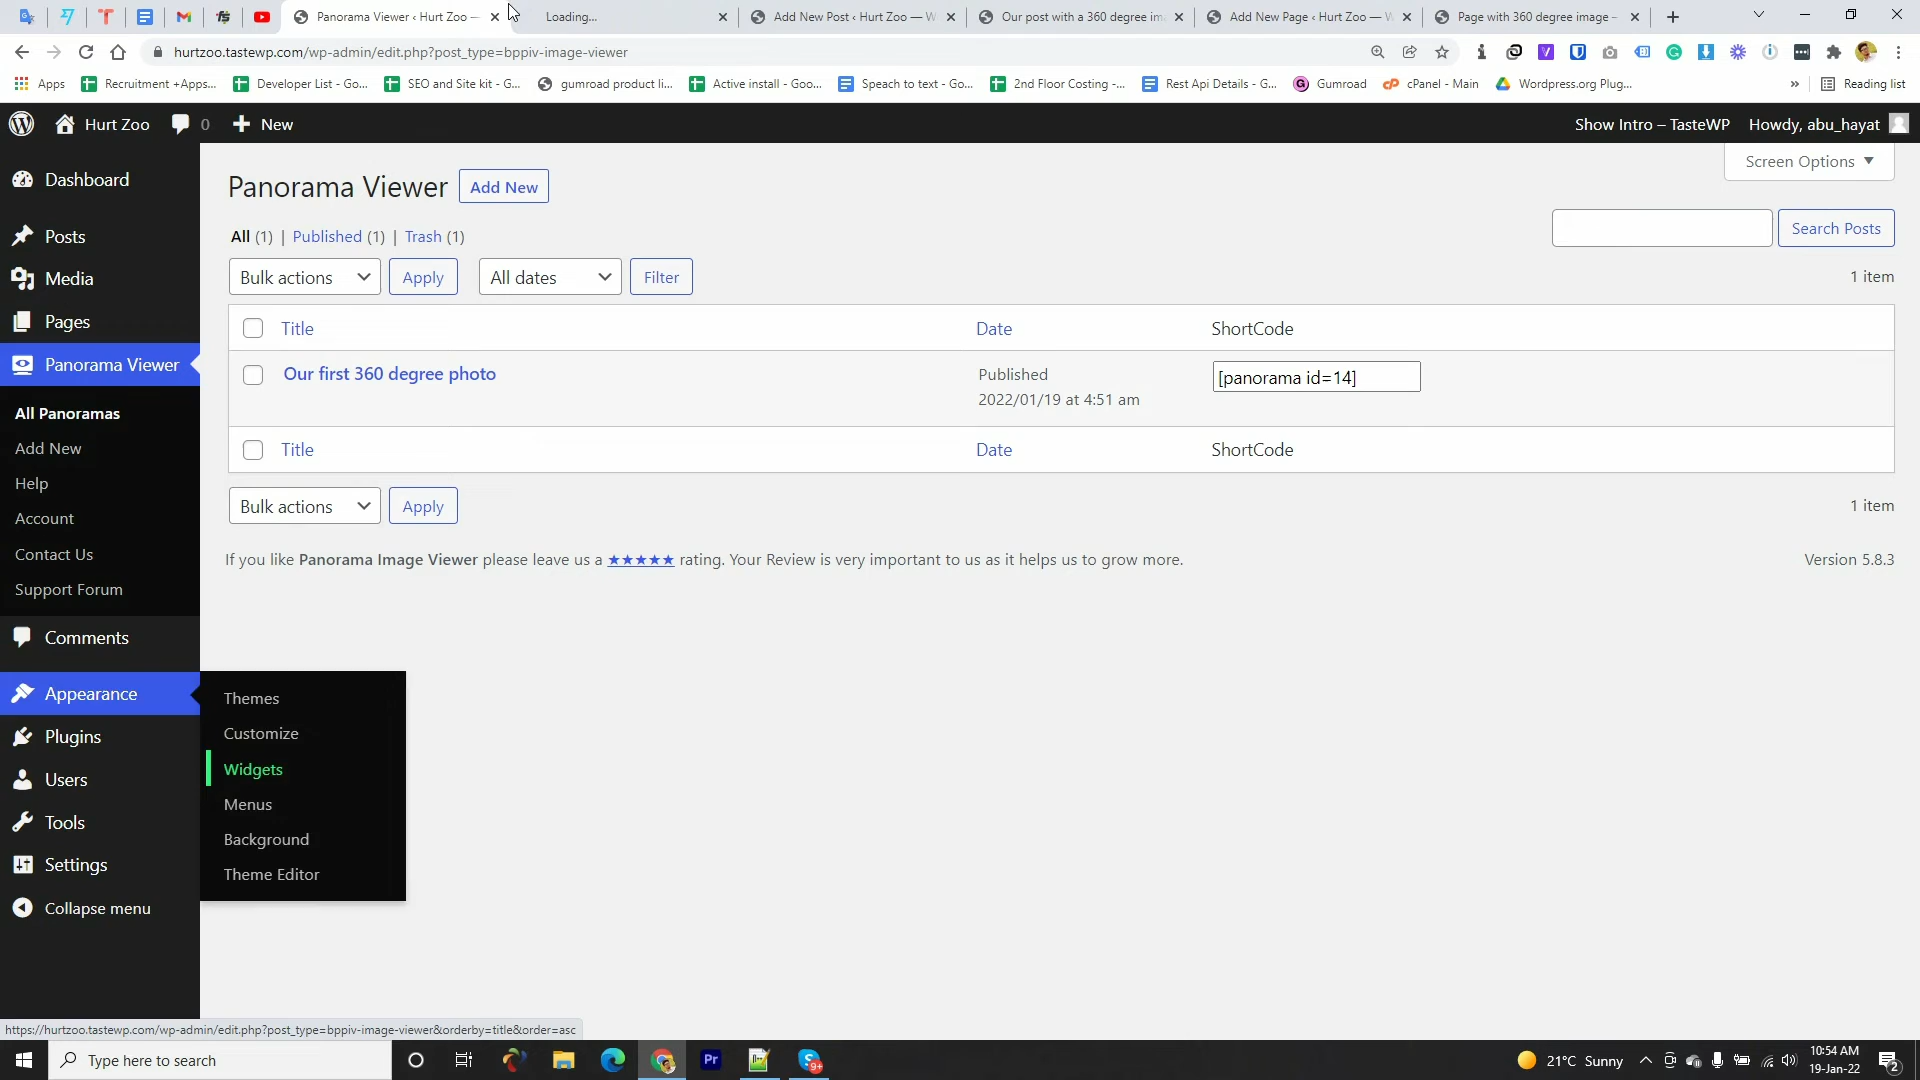 Panorama Viewer ‹ Hurt Zoo —
Loading...
Add New Post ‹ Hurt Zoo — W
Our post with a 360 degree im
Add New Page ‹ Hurt Zoo — W
Page with 360 degree image –
hurtzoo.tastewp.com/wp-admin/edit.php?post_type=bppiv-image-viewer
Apps
Recruitment +Apps...
Developer List - Go...
SEO and Site kit - G...
gumroad product li...
Active install - Goo...
Speach to text - Go...
2nd Floor Costing -...
Rest Api Details - G...
Gumroad
cPanel - Main
Wordpress.org Plug...
»
Reading list
Hurt Zoo
0
New
Show Intro – TasteWP
Howdy, abu_hayat
Screen Options
Dashboard
Posts
Media
Pages
Panorama Viewer
All Panoramas
Add New
Help
Account
Contact Us
Support Forum
Comments
Appearance
Plugins
Users
Tools
Settings
Collapse menu
Themes
Customize
Widgets
Menus
Background
Theme Editor
Panorama Viewer
Add New
All (1) | Published (1) | Trash (1)
Search Posts
Bulk actions
Apply
All dates
Filter
1 item
Title
Date
ShortCode
Our first 360 degree photo
Published
2022/01/19 at 4:51 am
[panorama id=14]
Title
Date
ShortCode
Bulk actions
Apply
1 item
If you like Panorama Image Viewer please leave us a ★★★★★ rating. Your Review is very important to us as it helps us to grow more.
Version 5.8.3
https://hurtzoo.tastewp.com/wp-admin/edit.php?post_type=bppiv-image-viewer&orderby=title&order=asc
Type here to search
Pr
9+
21°C Sunny
10:54 AM
19-Jan-22
2